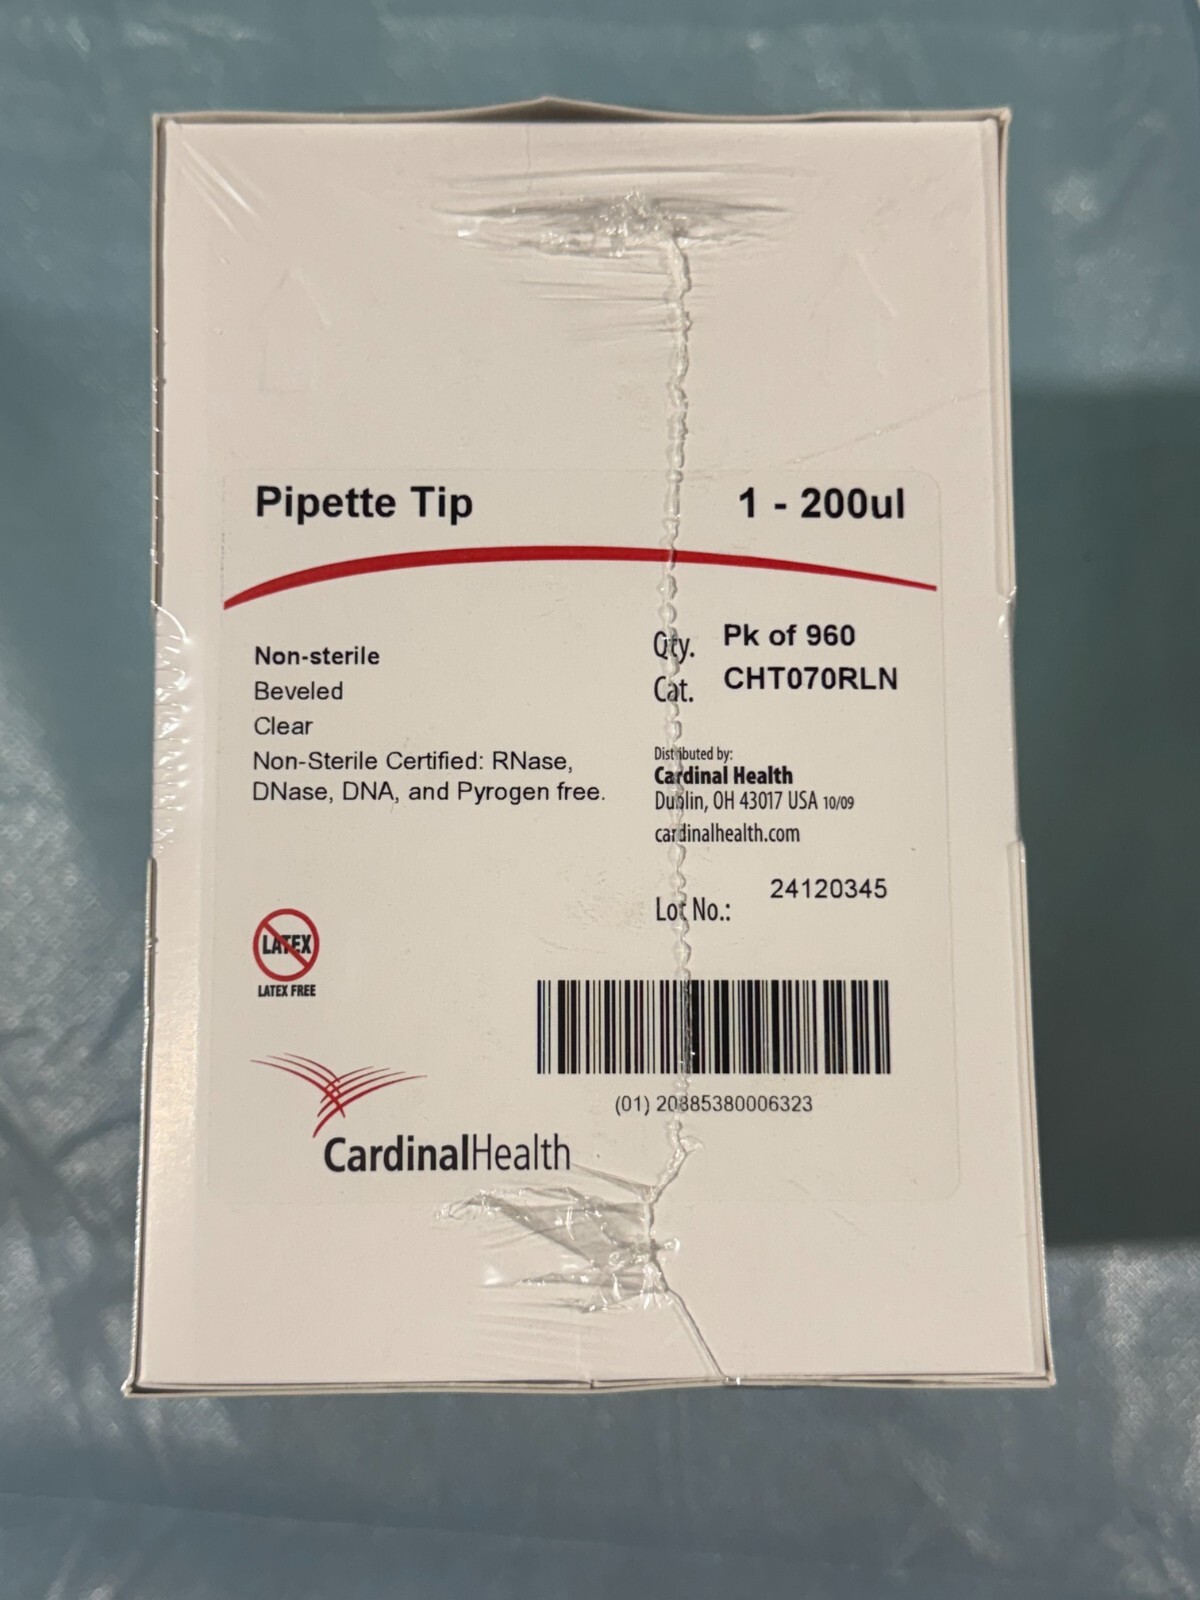 Pipette Tip 1 - 200ul
Non-sterile
Beveled
Clear
Non-Sterile Certified: RNase,
DNase, DNA, and Pyrogen free.
Qty. Pk of 960
Cat. CHT070RLN
Distributed by:
Cardinal Health
Dublin, OH 43017 USA 10/09
cardinalhealth.com
Lot No.: 24120345
LATEX
LATEX FREE
(01) 20885380006323
CardinalHealth